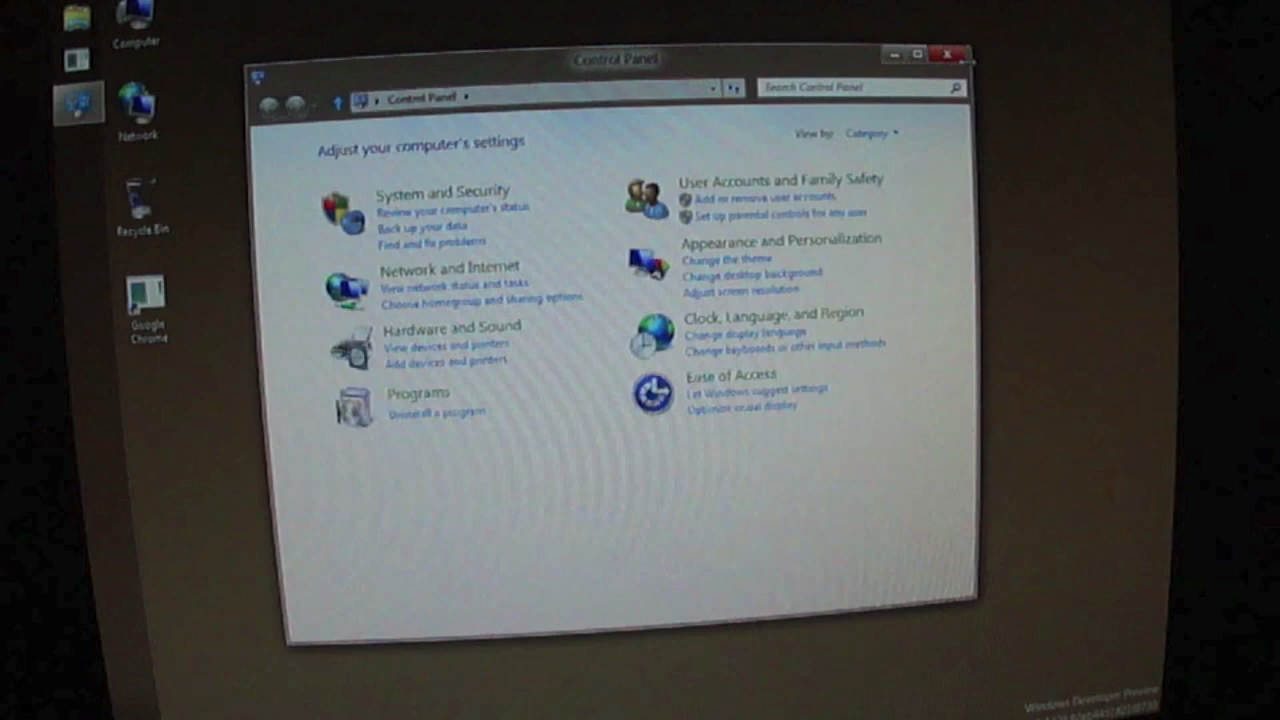 Computer
Network
Recycle Bin
Google
Chrome
Control Panel
Control Panel
Search Control Panel
Adjust your computer's settings
View by: Category
System and Security
Review your computer's status
Back up your data
Find and fix problems
Network and Internet
View network status and tasks
Choose homegroup and sharing options
Hardware and Sound
View devices and printers
Add devices and printers
Programs
Uninstall a program
User Accounts and Family Safety
Add or remove user accounts
Set up parental controls for any user
Appearance and Personalization
Change the theme
Change desktop background
Adjust screen resolution
Clock, Language, and Region
Change display language
Change keyboards or other input methods
Ease of Access
Let Windows suggest settings
Optimize visual display
Windows Developer Preview